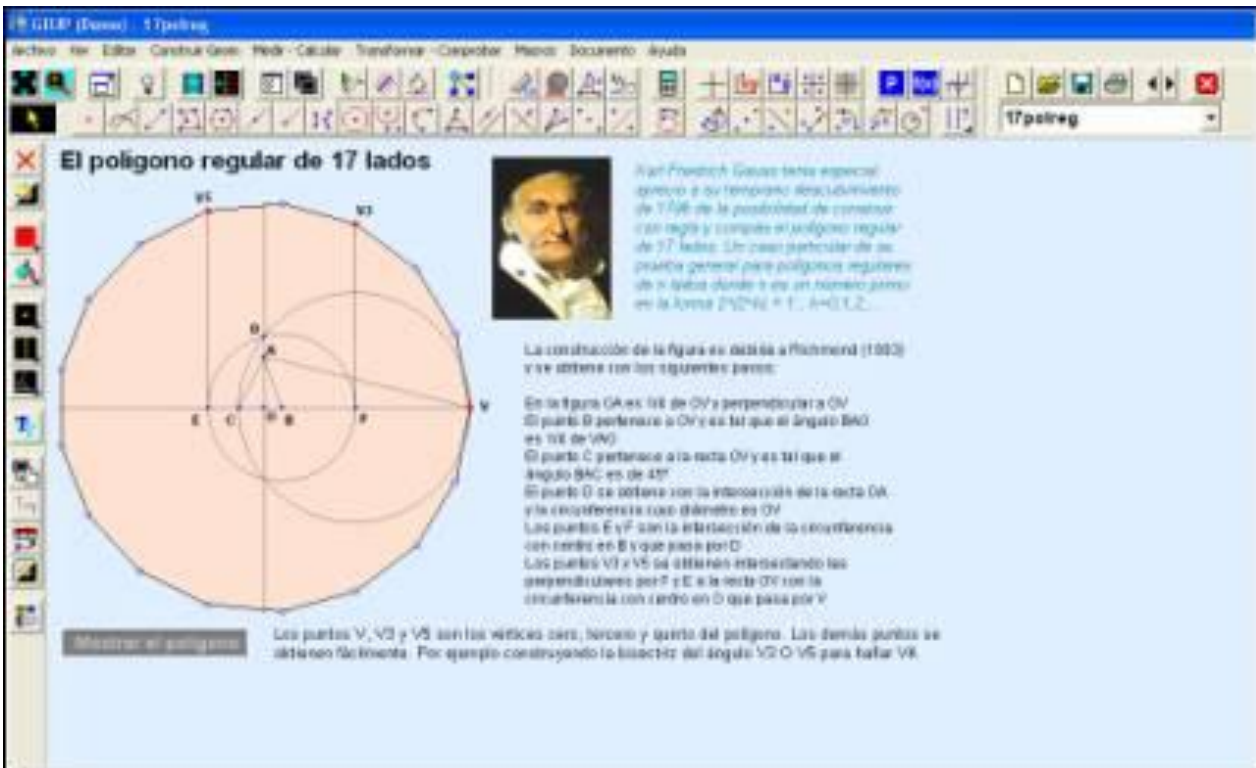 (Demo) - 17polreg
Archivo Ver Editar Construir Geom Medir - Calcular Transformar - Comprobar Macros Documento Ayuda
17polreg
El poligono regular de 17 lados
Karl Friedrich Gauss tenia especial
aprecio a su temprano descubrimiento
de 1796 de la posibilidad de construir
con regla y compás el polígono regular
de 17 lados. Un caso particular de su
prueba general para polígonos regulares
de n lados donde n es un número primo
de la forma
V5
V3
D
A
E
C
O
B
F
V
La construcción de la figura es debida a Richmond (1893)
y se obtiene con los siguientes pasos:
En la figura OA es de OV y perpendicular a OV
El punto B pertenece a OV y es tal que el ángulo BAO
es de VAO
El punto C pertenece a la recta OV y es tal que el
ángulo BAC es de 45º
El punto D se obtiene con la intersección de la recta OA
y la circunferencia cuyo diámetro es CV
Los puntos E y F son la intersección de la circunferencia
con centro en B y que pasa por D
Los puntos V3 y V5 se obtienen intersectando las
perpendiculares por F y E a la recta OV con la
circunferencia con centro en O que pasa por V
Mostrar el polígono
Los puntos V, V3 y V5 son los vértices cero, tercero y quinto del polígono. Los demás puntos se
obtienen fácilmente. Por ejemplo construyendo la bisectriz del ángulo V3 O V5 para hallar V4